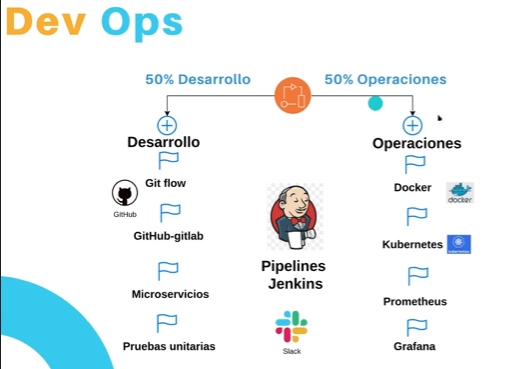 Dev Ops
50% Desarrollo
50% Operaciones
Desarrollo
Operaciones
Git flow
GitHub
GitHub-gitlab
Microservicios
Pruebas unitarias
Pipelines
Jenkins
Slack
Docker
docker
Kubernetes
Prometheus
Grafana